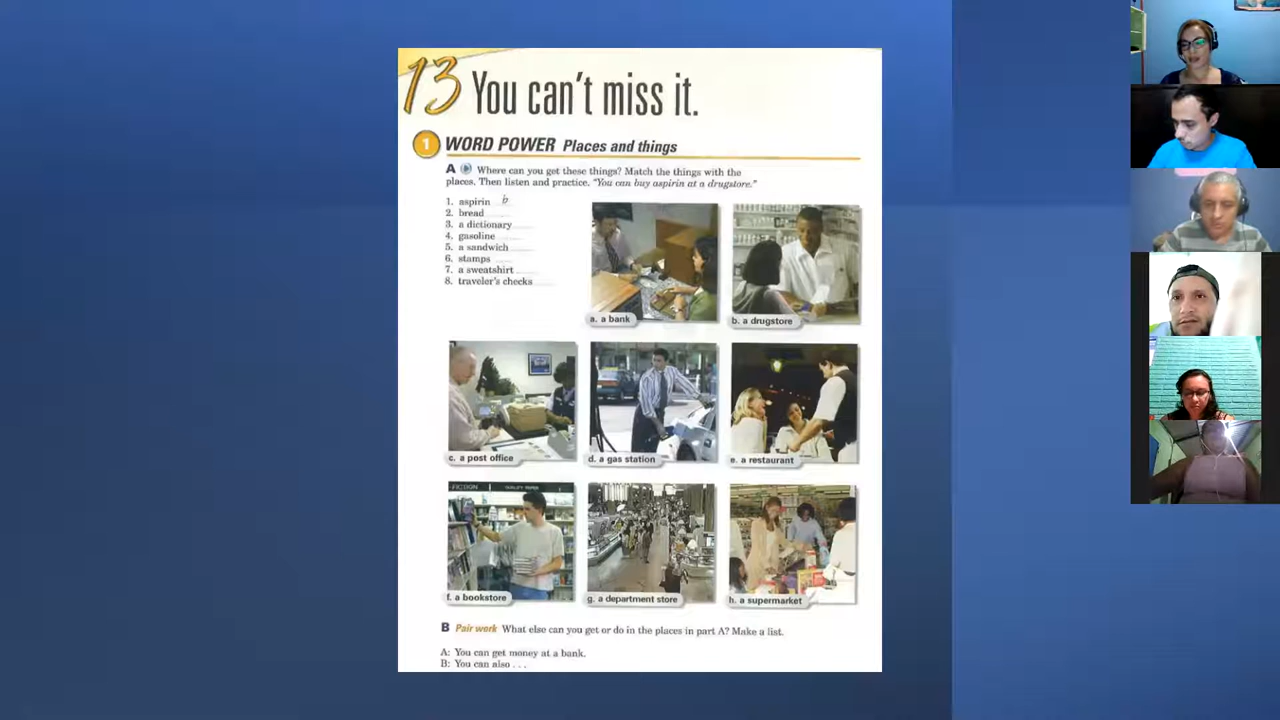 13 You can't miss it.
1 WORD POWER Places and things
A Where can you get these things? Match the things with the
places. Then listen and practice. "You can buy aspirin at a drugstore."
1. aspirin b
2. bread
3. a dictionary
4. gasoline
5. a sandwich
6. stamps
7. a sweatshirt
8. traveler's checks
a. a bank
b. a drugstore
c. a post office
d. a gas station
e. a restaurant
FICTION
f. a bookstore
g. a department store
h. a supermarket
B Pair work What else can you get or do in the places in part A? Make a list.
A: You can get money at a bank.
B: You can also . . .